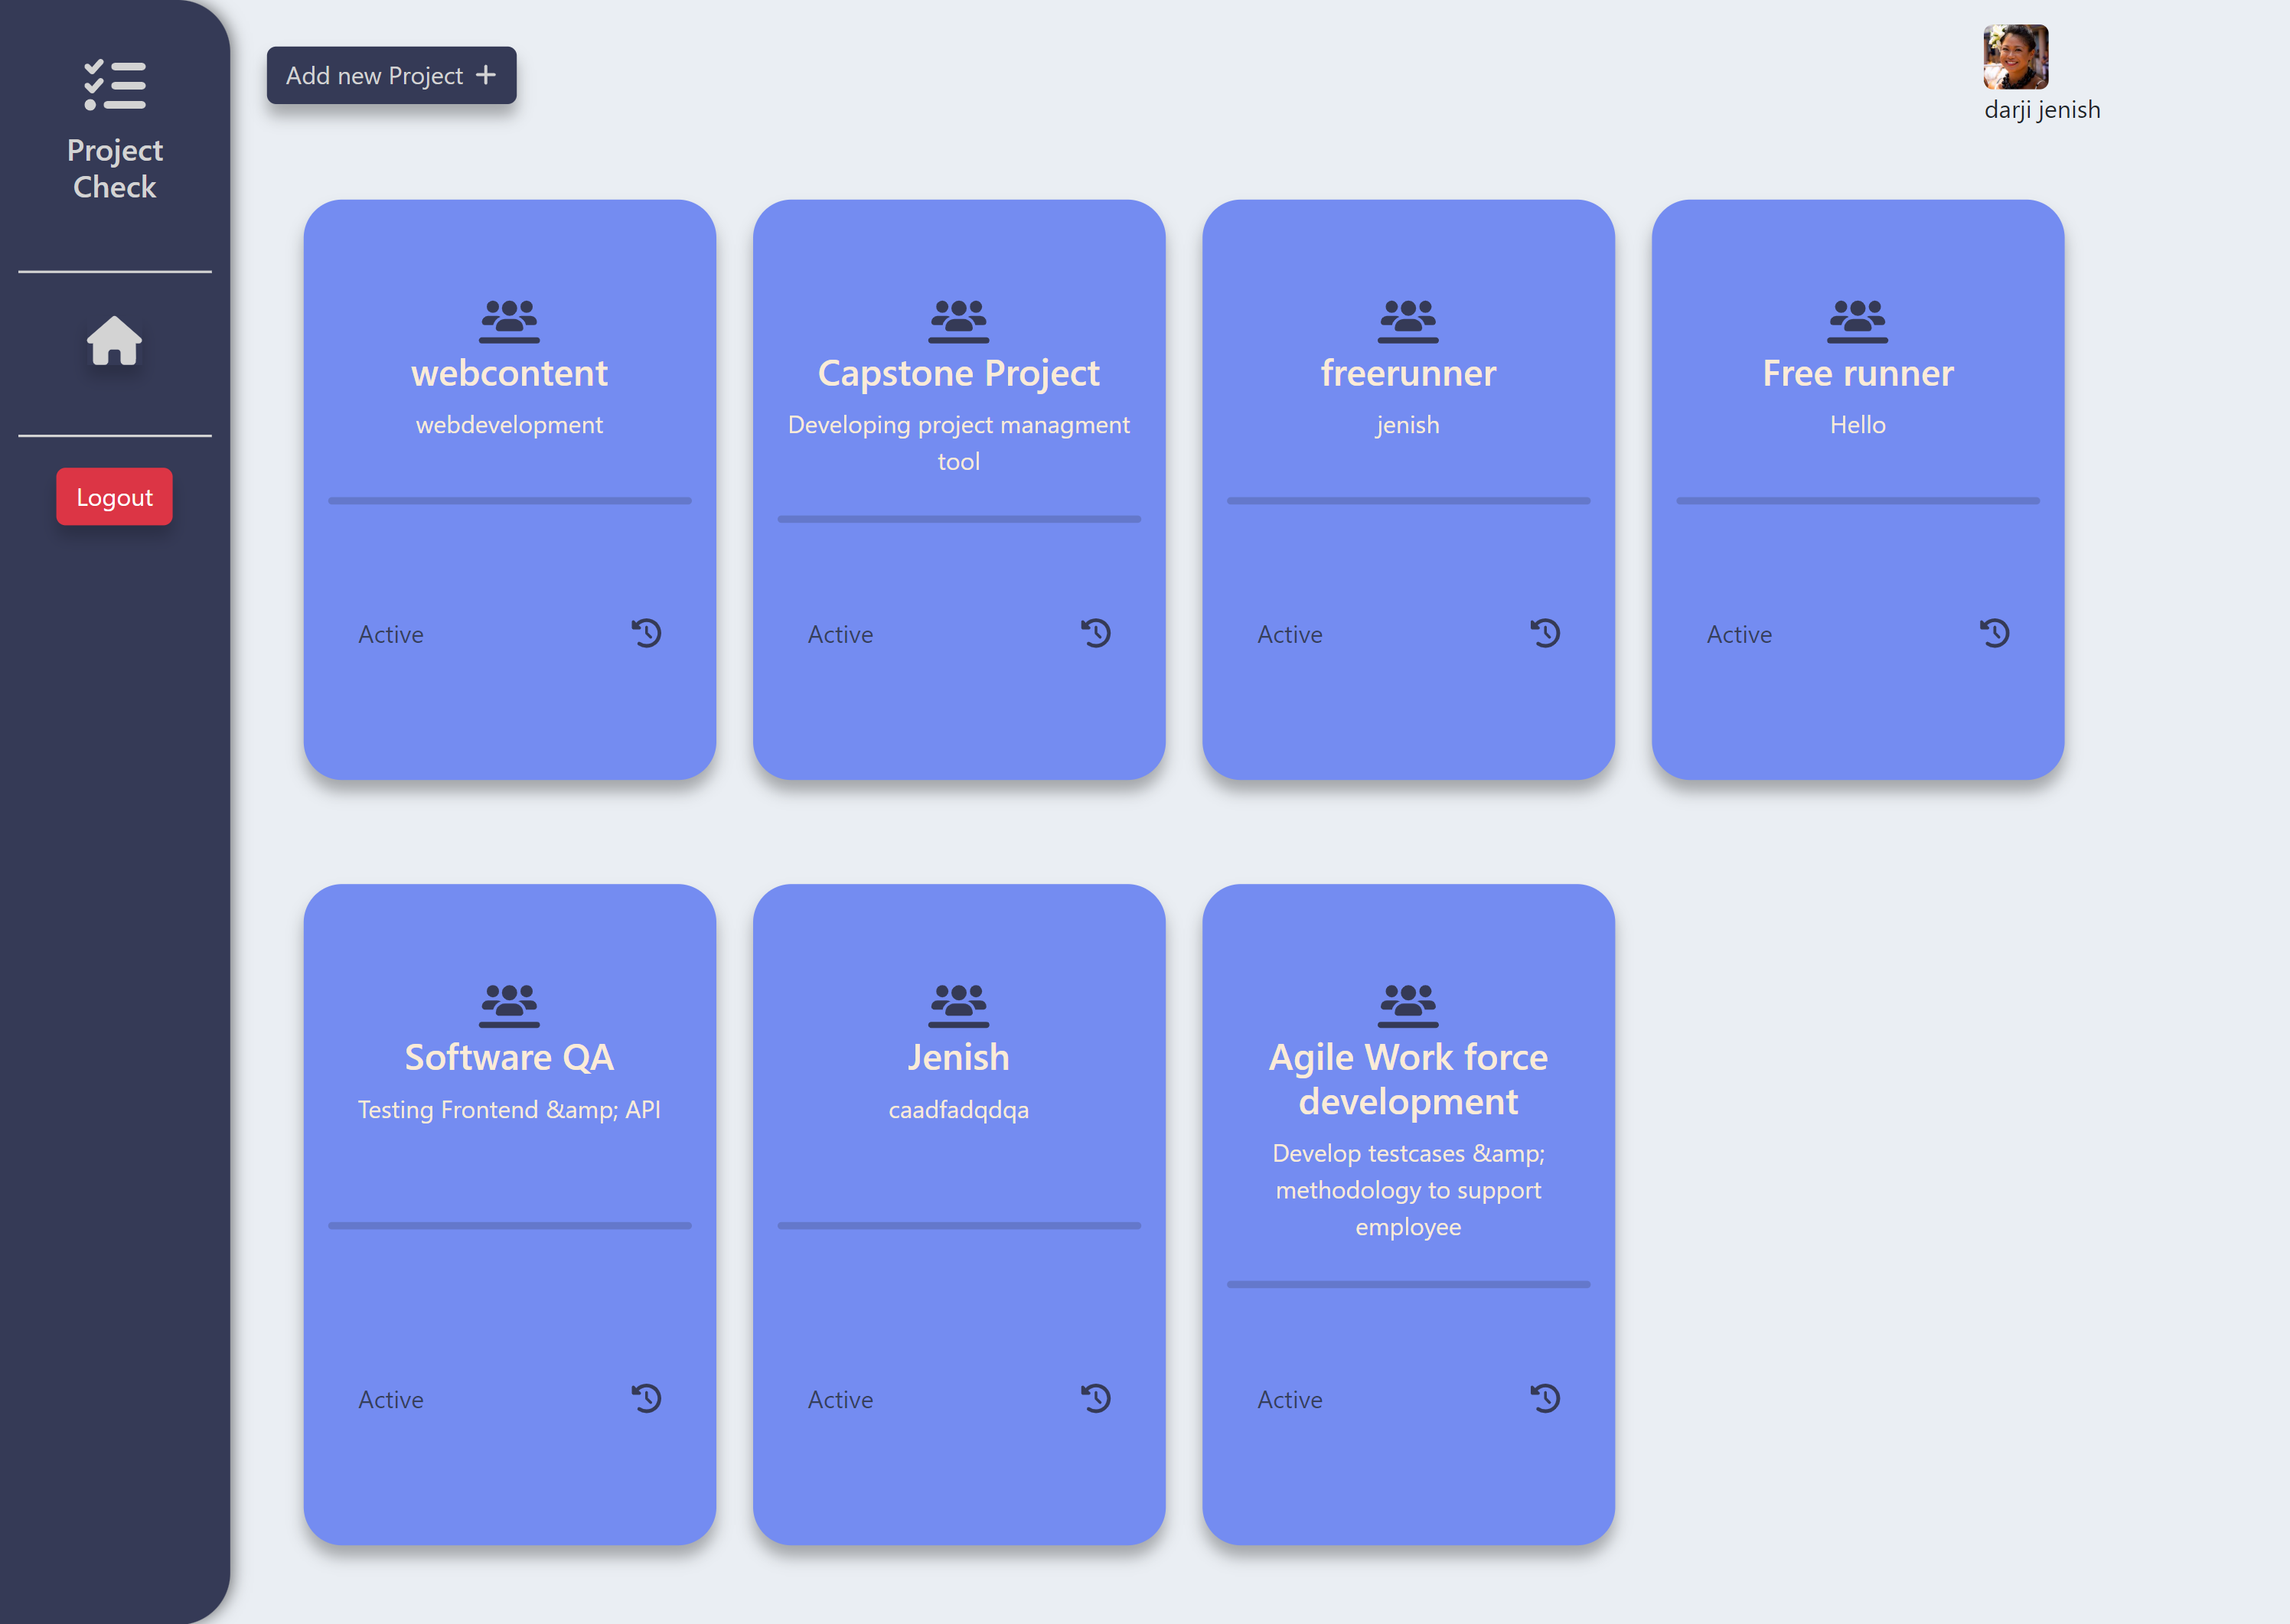 Project
Check
Logout
Add new Project
darji jenish
webcontent
webdevelopment
Active
Capstone Project
Developing project managment
tool
Active
freerunner
jenish
Active
Free runner
Hello
Active
Software QA
Testing Frontend &amp; API
Active
Jenish
caadfadqdqa
Active
Agile Work force
development
Develop testcases &amp;
methodology to support
employee
Active